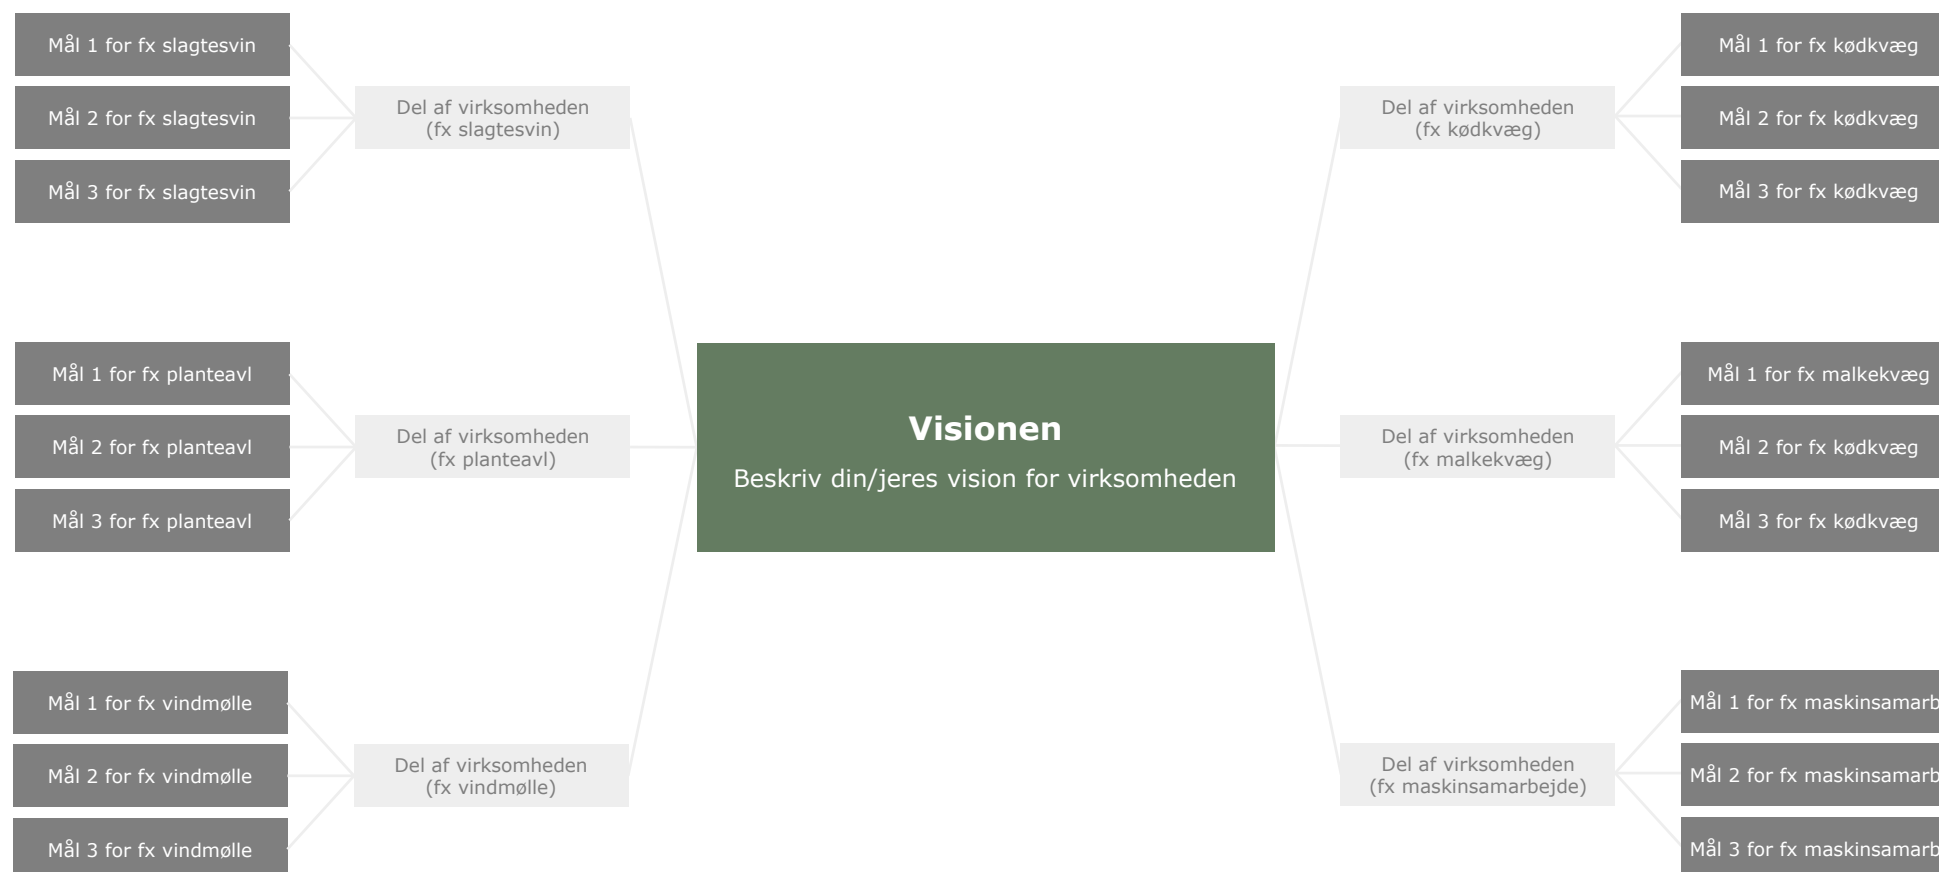 Mål 1 for fx slagtesvin
Mål 2 for fx slagtesvin
Mål 3 for fx slagtesvin
Del af virksomheden
(fx slagtesvin)
Mål 1 for fx planteavl
Mål 2 for fx planteavl
Mål 3 for fx planteavl
Del af virksomheden
(fx planteavl)
Mål 1 for fx vindmølle
Mål 2 for fx vindmølle
Mål 3 for fx vindmølle
Del af virksomheden
(fx vindmølle)
Visionen
Beskriv din/jeres vision for virksomheden
Del af virksomheden
(fx kødkvæg)
Mål 1 for fx kødkvæg
Mål 2 for fx kødkvæg
Mål 3 for fx kødkvæg
Del af virksomheden
(fx malkekvæg)
Mål 1 for fx malkekvæg
Mål 2 for fx kødkvæg
Mål 3 for fx kødkvæg
Del af virksomheden
(fx maskinsamarbejde)
Mål 1 for fx maskinsamarb
Mål 2 for fx maskinsamarb
Mål 3 for fx maskinsamarb